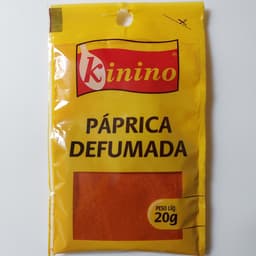 kinino
PÁPRICA
DEFUMADA
PESO LÍQ
20g